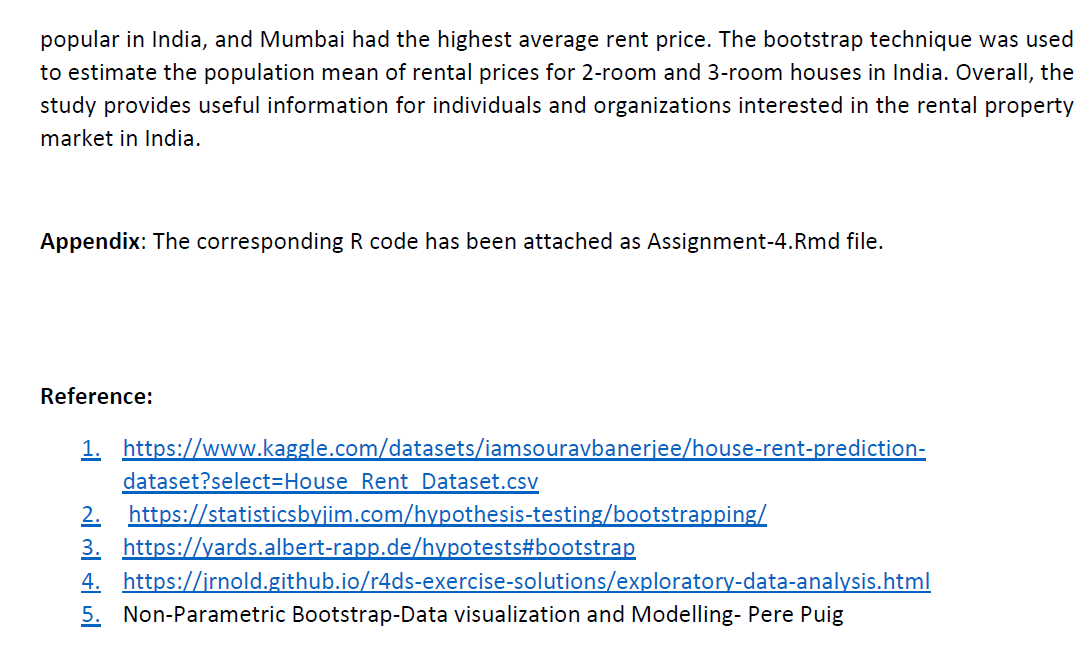 popular in India, and Mumbai had the highest average rent price. The bootstrap technique was used
to estimate the population mean of rental prices for 2-room and 3-room houses in India. Overall, the
study provides useful information for individuals and organizations interested in the rental property
market in India.
Appendix: The corresponding R code has been attached as Assignment-4.Rmd file.
Reference:
1. https://www.kaggle.com/datasets/iamsouravbanerjee/house-rent-prediction-
dataset?select=House_Rent_Dataset.csv
2. https://statisticsbyjim.com/hypothesis-testing/bootstrapping/
3. https://yards.albert-rapp.de/hypotests#bootstrap
4. https://jrnold.github.io/r4ds-exercise-solutions/exploratory-data-analysis.html
5. Non-Parametric Bootstrap-Data visualization and Modelling- Pere Puig